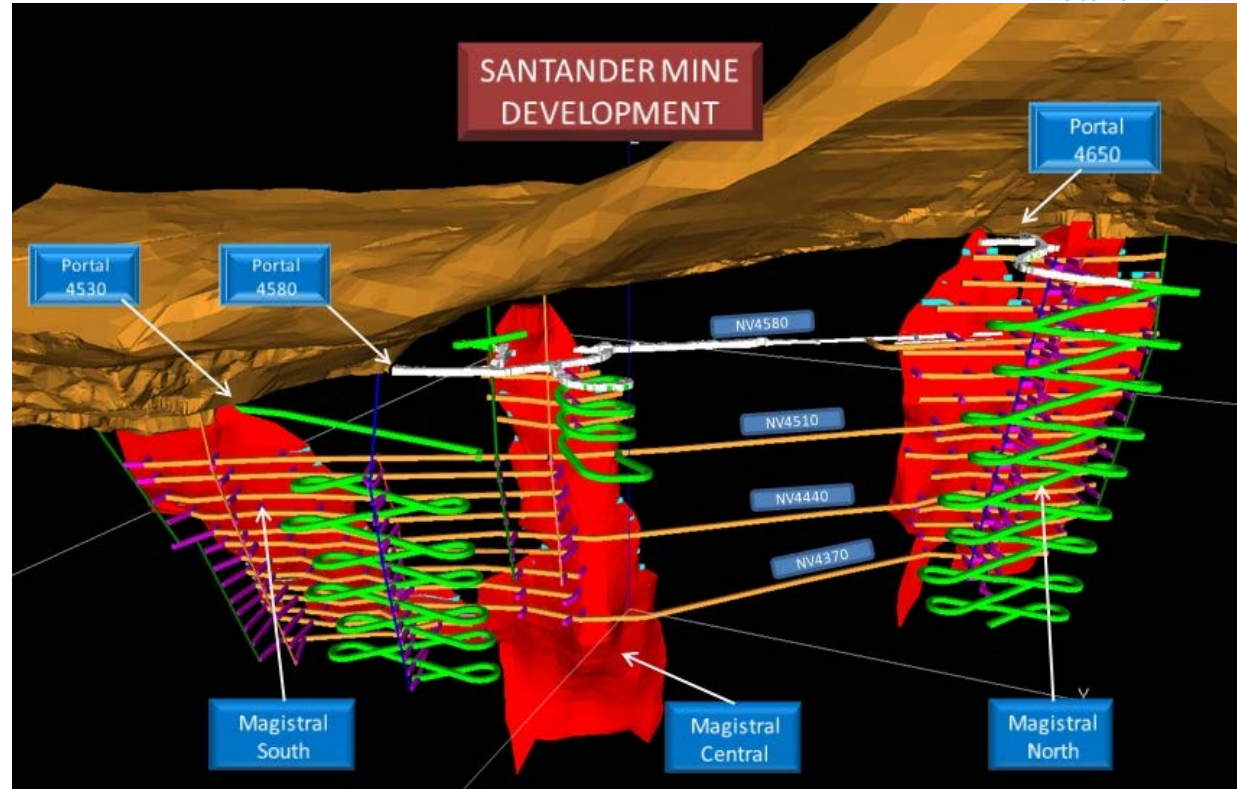 SANTANDER MINE
DEVELOPMENT
Portal
4650
Portal
4530
Portal
4580
NV4580
NV4510
NV4440
NV4370
Magistral
South
Magistral
Central
Magistral
North
Y